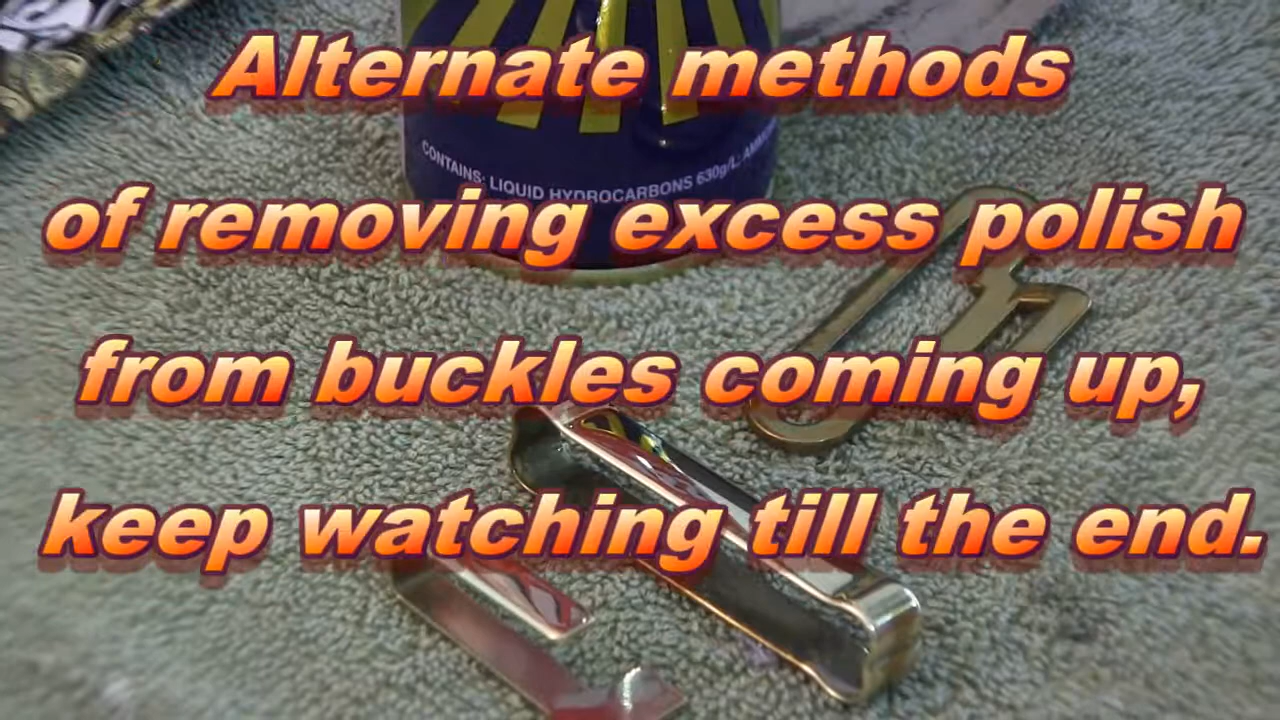 Alternate methods
CONTAINS: LIQUID HYDROCARBONS 630g/L;
of removing excess polish
from buckles coming up,
keep watching till the end.